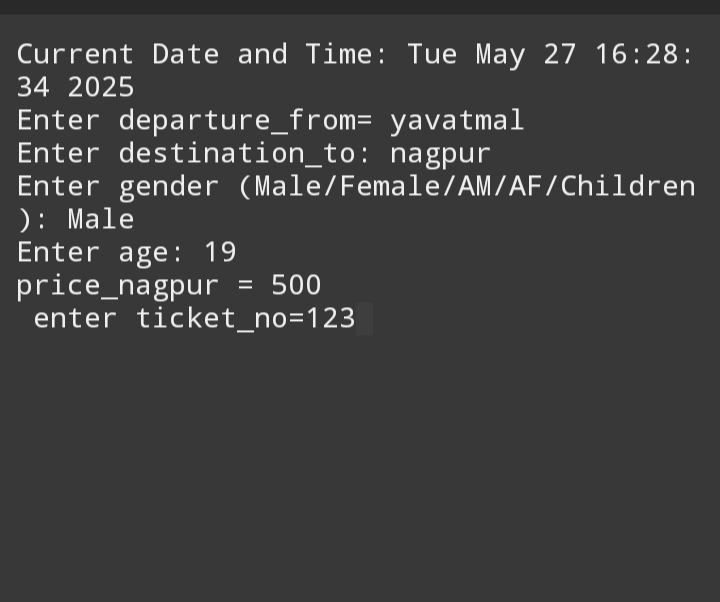 Current Date and Time: Tue May 27 16:28:
34 2025
Enter departure_from= yavatmal
Enter destination_to: nagpur
Enter gender (Male/Female/AM/AF/Children
): Male
Enter age: 19
price_nagpur = 500
 enter ticket_no=123